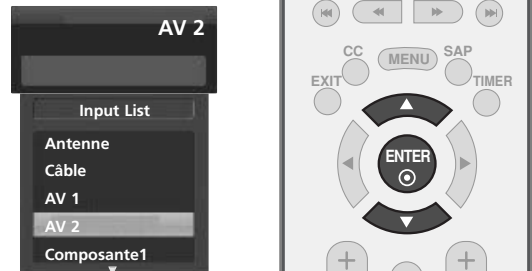 AV 2
Input List
Antenne
Câble
AV 1
AV 2
Composante1
CC
MENU
SAP
EXIT
TIMER
ENTER